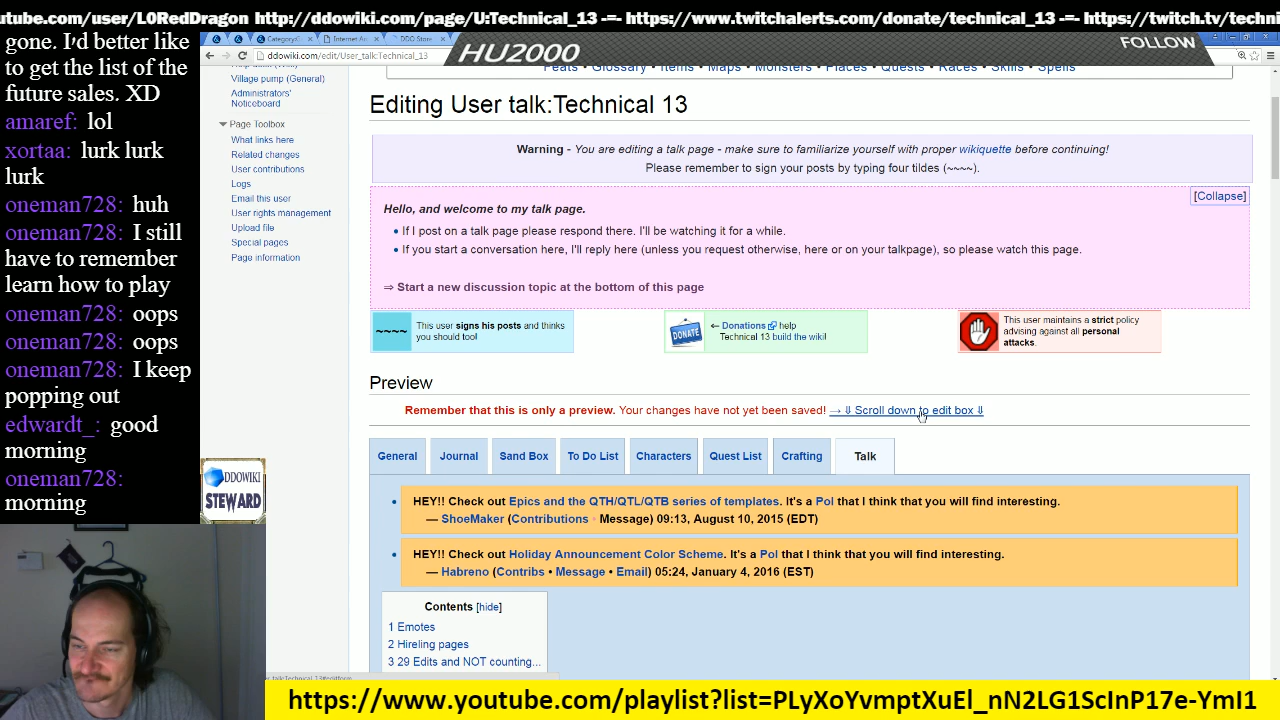 utube.com/user/L0RedDragon http://ddowiki.com/page/U:Technical_13 -=- https://www.twitchalerts.com/donate/technical_13 -=- https://twitch.tv/techni
gone. I'd better like
to get the list of the
future sales. XD
amaref: lol
xortaa: lurk lurk
lurk
oneman728: huh
oneman728: I still
have to remember
learn how to play
oneman728: oops
oneman728: oops
oneman728: I keep
popping out
edwardt_: good
morning
oneman728:
morning
DDOWIKI
STEWARD
HU2000
FOLLOW
DDO Store
ddowiki.com/edit/User_talk:Technical_13
Village pump (General)
Administrators'
Noticeboard
Page Toolbox
What links here
Related changes
User contributions
Logs
Email this user
User rights management
Upload file
Special pages
Page information
Feats • Glossary • Items • Maps • Monsters • Places • Quests • Races • Skills • Spells
Editing User talk:Technical 13
Warning - You are editing a talk page - make sure to familiarize yourself with proper wikiquette before continuing!
Please remember to sign your posts by typing four tildes (~~~~).
[Collapse]
Hello, and welcome to my talk page.
• If I post on a talk page please respond there. I'll be watching it for a while.
• If you start a conversation here, I'll reply here (unless you request otherwise, here or on your talkpage), so please watch this page.
⇒ Start a new discussion topic at the bottom of this page
~~~~
This user signs his posts and thinks
you should too!
DONATE
← Donations help
Technical 13 build the wiki!
This user maintains a strict policy
advising against all personal
attacks.
Preview
Remember that this is only a preview. Your changes have not yet been saved! → ⇓ Scroll down to edit box ⇓
General
Journal
Sand Box
To Do List
Characters
Quest List
Crafting
Talk
• HEY!! Check out Epics and the QTH/QTL/QTB series of templates. It's a PoI that I think that you will find interesting.
— ShoeMaker (Contributions • Message) 09:13, August 10, 2015 (EDT)
• HEY!! Check out Holiday Announcement Color Scheme. It's a PoI that I think that you will find interesting.
— Habreno (Contribs • Message • Email) 05:24, January 4, 2016 (EST)
Contents [hide]
1 Emotes
2 Hireling pages
3 29 Edits and NOT counting...
https://www.youtube.com/playlist?list=PLyXoYvmptXuEl_nN2LG1ScInP17e-YmI1